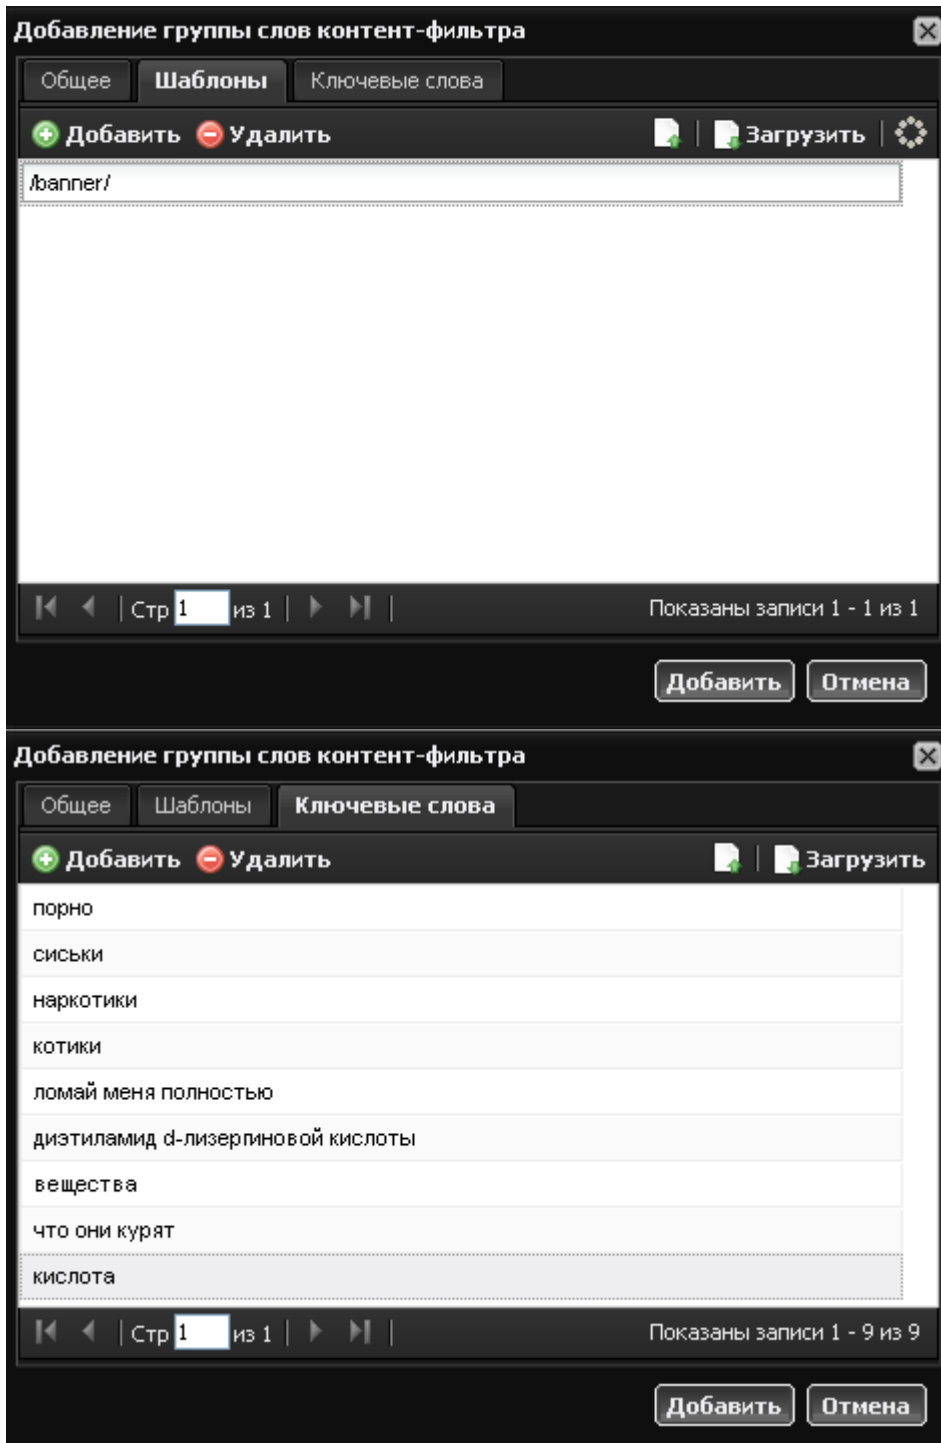 Добавление группы слов контент-фильтра
Общее Шаблоны Ключевые слова
Добавить Удалить Загрузить
/banner/
Стр 1 из 1 Показаны записи 1 - 1 из 1
Добавить Отмена
Добавление группы слов контент-фильтра
Общее Шаблоны Ключевые слова
Добавить Удалить Загрузить
порно
сиськи
наркотики
котики
ломай меня полностью
диэтиламид d-лизергиновой кислоты
вещества
что они курят
кислота
Стр 1 из 1 Показаны записи 1 - 9 из 9
Добавить Отмена